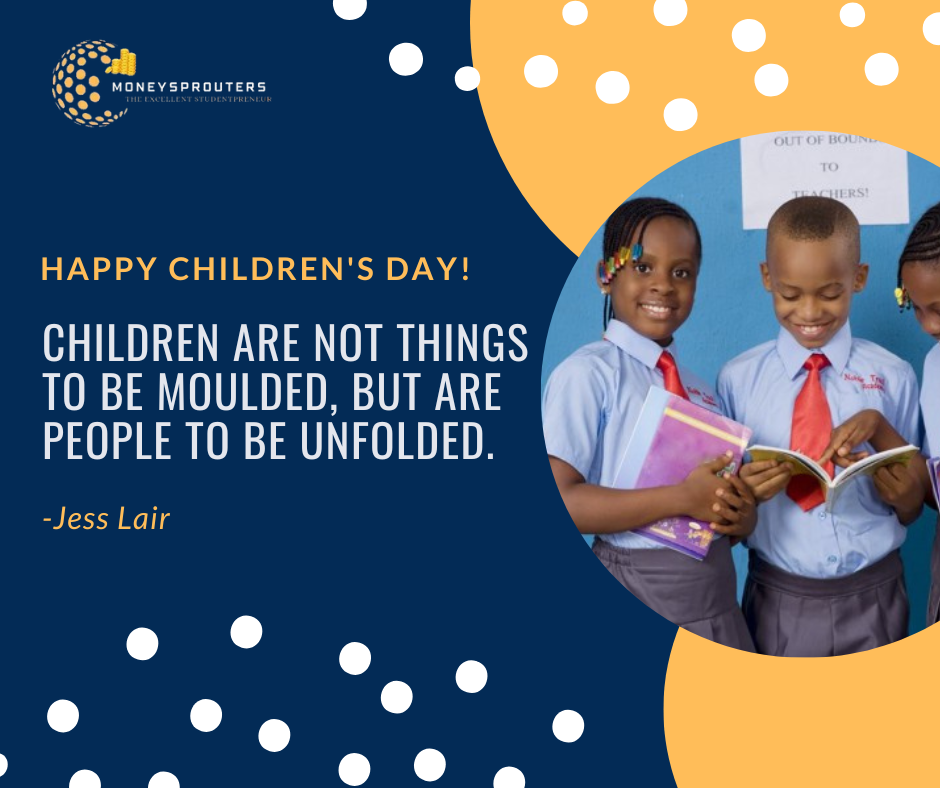 MONEYSPROUTERS
THE EXCELLENT STUDENTPRENEUR
HAPPY CHILDREN'S DAY!
CHILDREN ARE NOT THINGS
TO BE MOULDED, BUT ARE
PEOPLE TO BE UNFOLDED.
-Jess Lair
OUT OF BOUND
TO
TEACHERS!